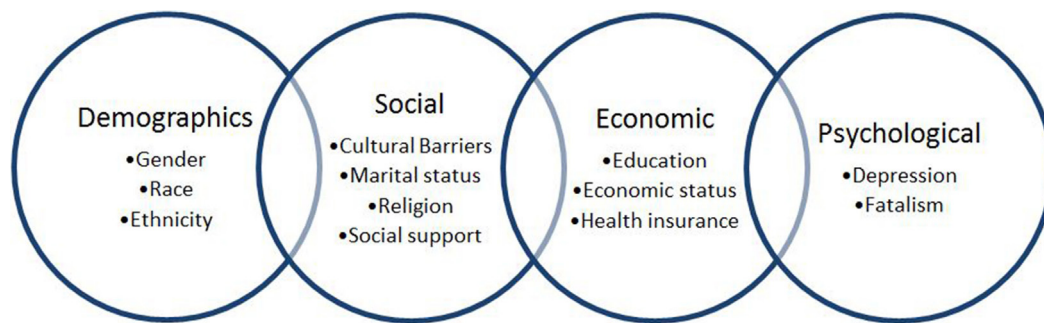 Demographics
•Gender
•Race
•Ethnicity
Social
•Cultural Barriers
•Marital status
•Religion
•Social support
Economic
•Education
•Economic status
•Health insurance
Psychological
•Depression
•Fatalism